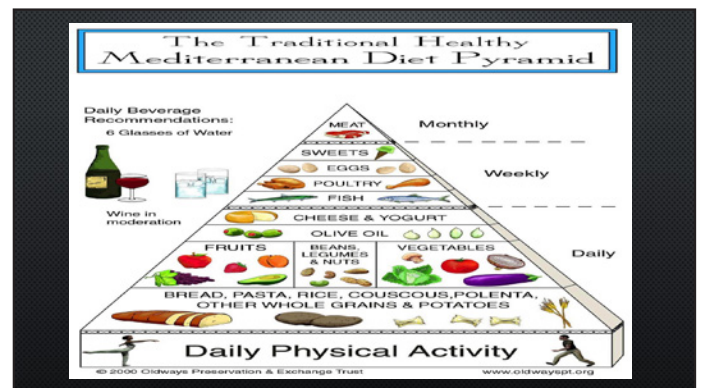 The Traditional Healthy
Mediterranean Diet Pyramid
Daily Beverage
Recommendations:
6 Glasses of Water
Wine in
moderation
MEAT
Monthly
SWEETS
EGGS
POULTRY
FISH
Weekly
CHEESE & YOGURT
OLIVE OIL
FRUITS
BEANS,
LEGUMES
& NUTS
VEGETABLES
Daily
BREAD, PASTA, RICE, COUSCOUS,POLENTA,
OTHER WHOLE GRAINS & POTATOES
Daily Physical Activity
© 2000 Oldways Preservation & Exchange Trust
www.oldwayspt.org